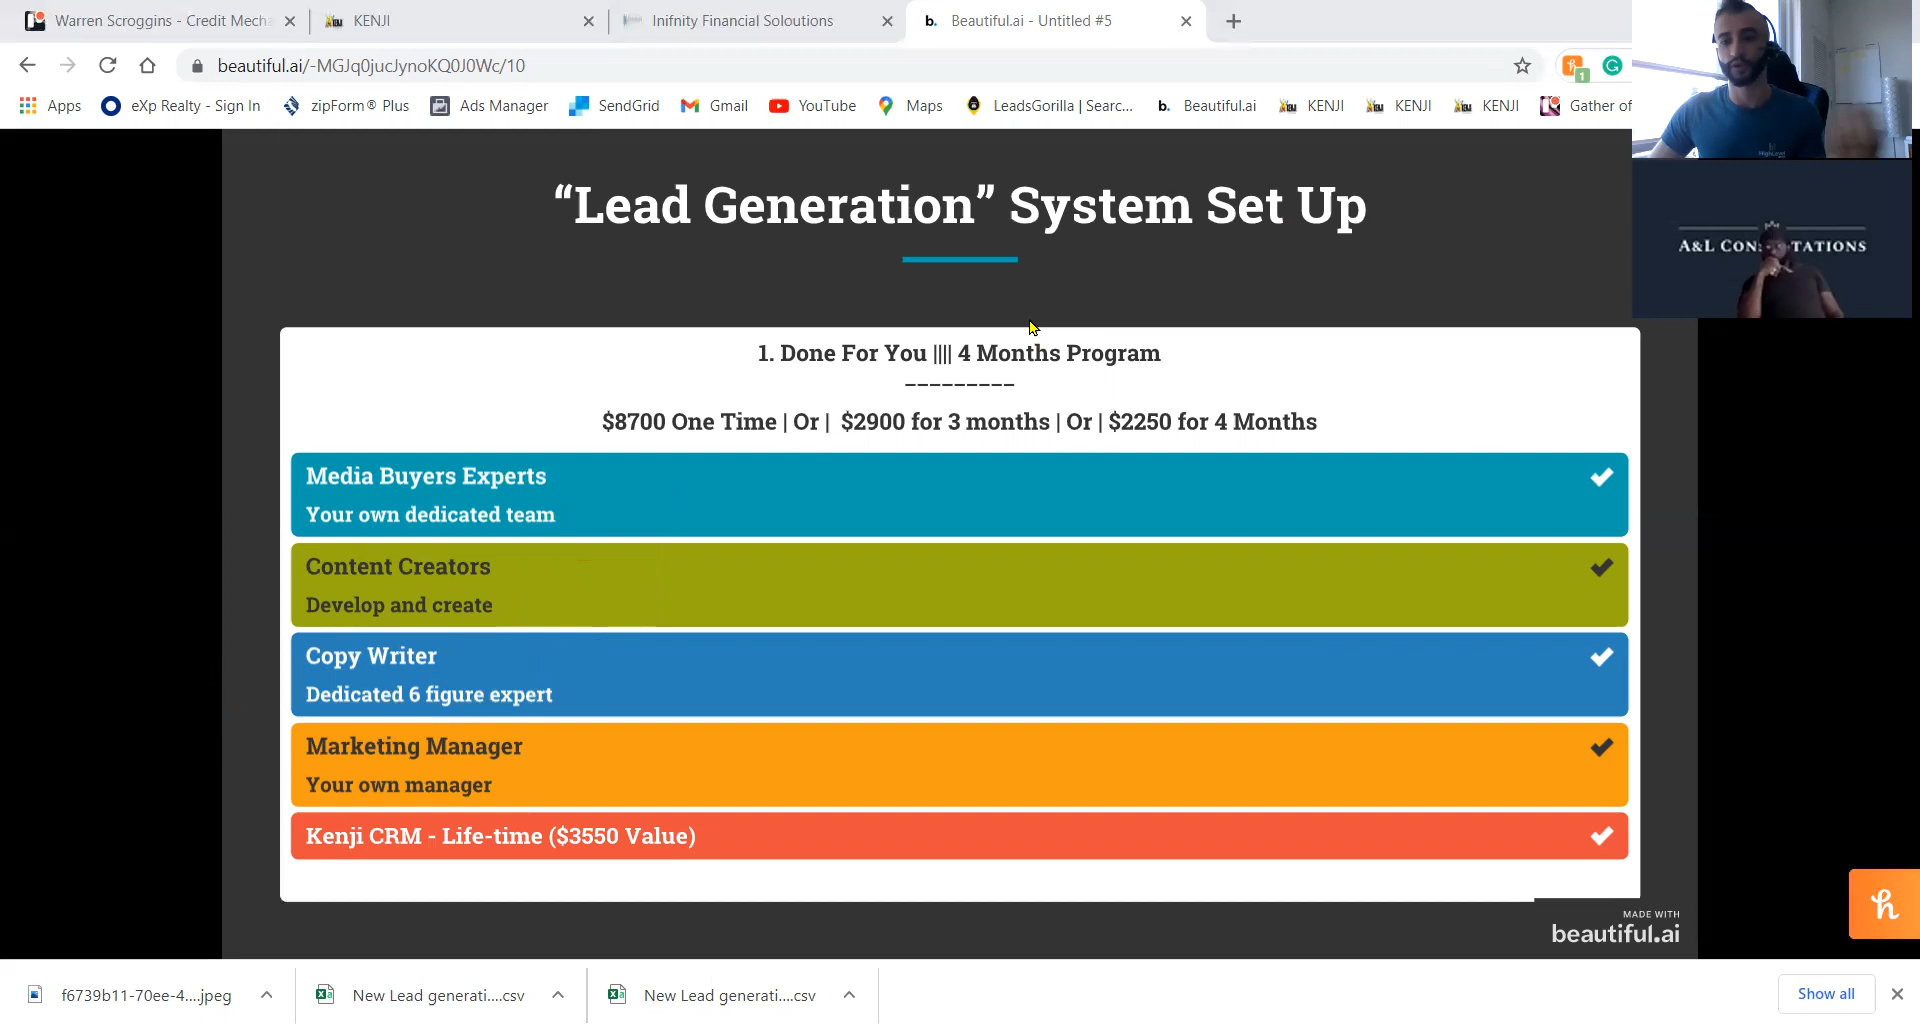 Warren Scroggins - Credit Mecha
KENJI
Inifnity Financial Soloutions
b. Beautiful.ai - Untitled #5
beautiful.ai/-MGJq0jucJynoKQ0J0Wc/10
1
Apps
eXp Realty - Sign In
zipForm® Plus
Ads Manager
SendGrid
Gmail
YouTube
Maps
LeadsGorilla | Searc...
b. Beautiful.ai
KENJI
KENJI
KENJI
Gather of
HighLevel
A&L CONS TATIONS
“Lead Generation” System Set Up
1. Done For You |||| 4 Months Program
_________
$8700 One Time | Or | $2900 for 3 months | Or | $2250 for 4 Months
Media Buyers Experts
Your own dedicated team
Content Creators
Develop and create
Copy Writer
Dedicated 6 figure expert
Marketing Manager
Your own manager
Kenji CRM - Life-time ($3550 Value)
MADE WITH
beautiful.ai
h
f6739b11-70ee-4....jpeg
New Lead generati....csv
New Lead generati....csv
Show all